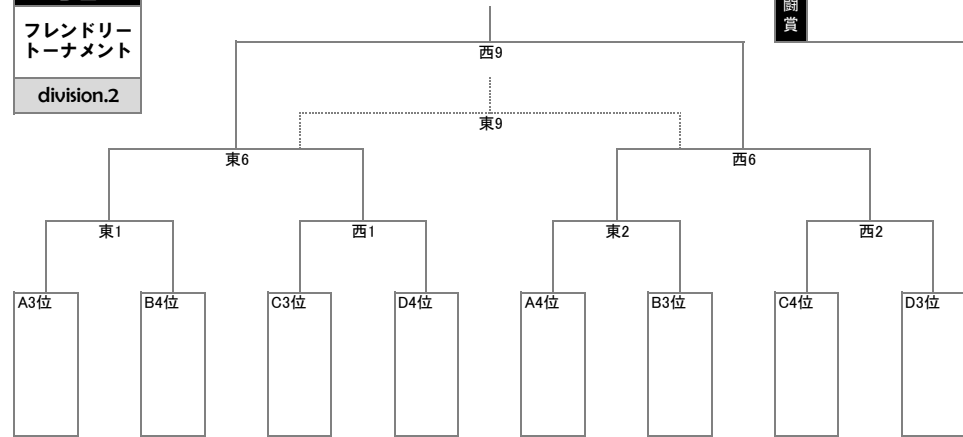 フレンドリー
トーナメント
division.2
闘
賞
西9
東9
東6
西6
東1
西1
東2
西2
A3位
B4位
C3位
D4位
A4位
B3位
C4位
D3位